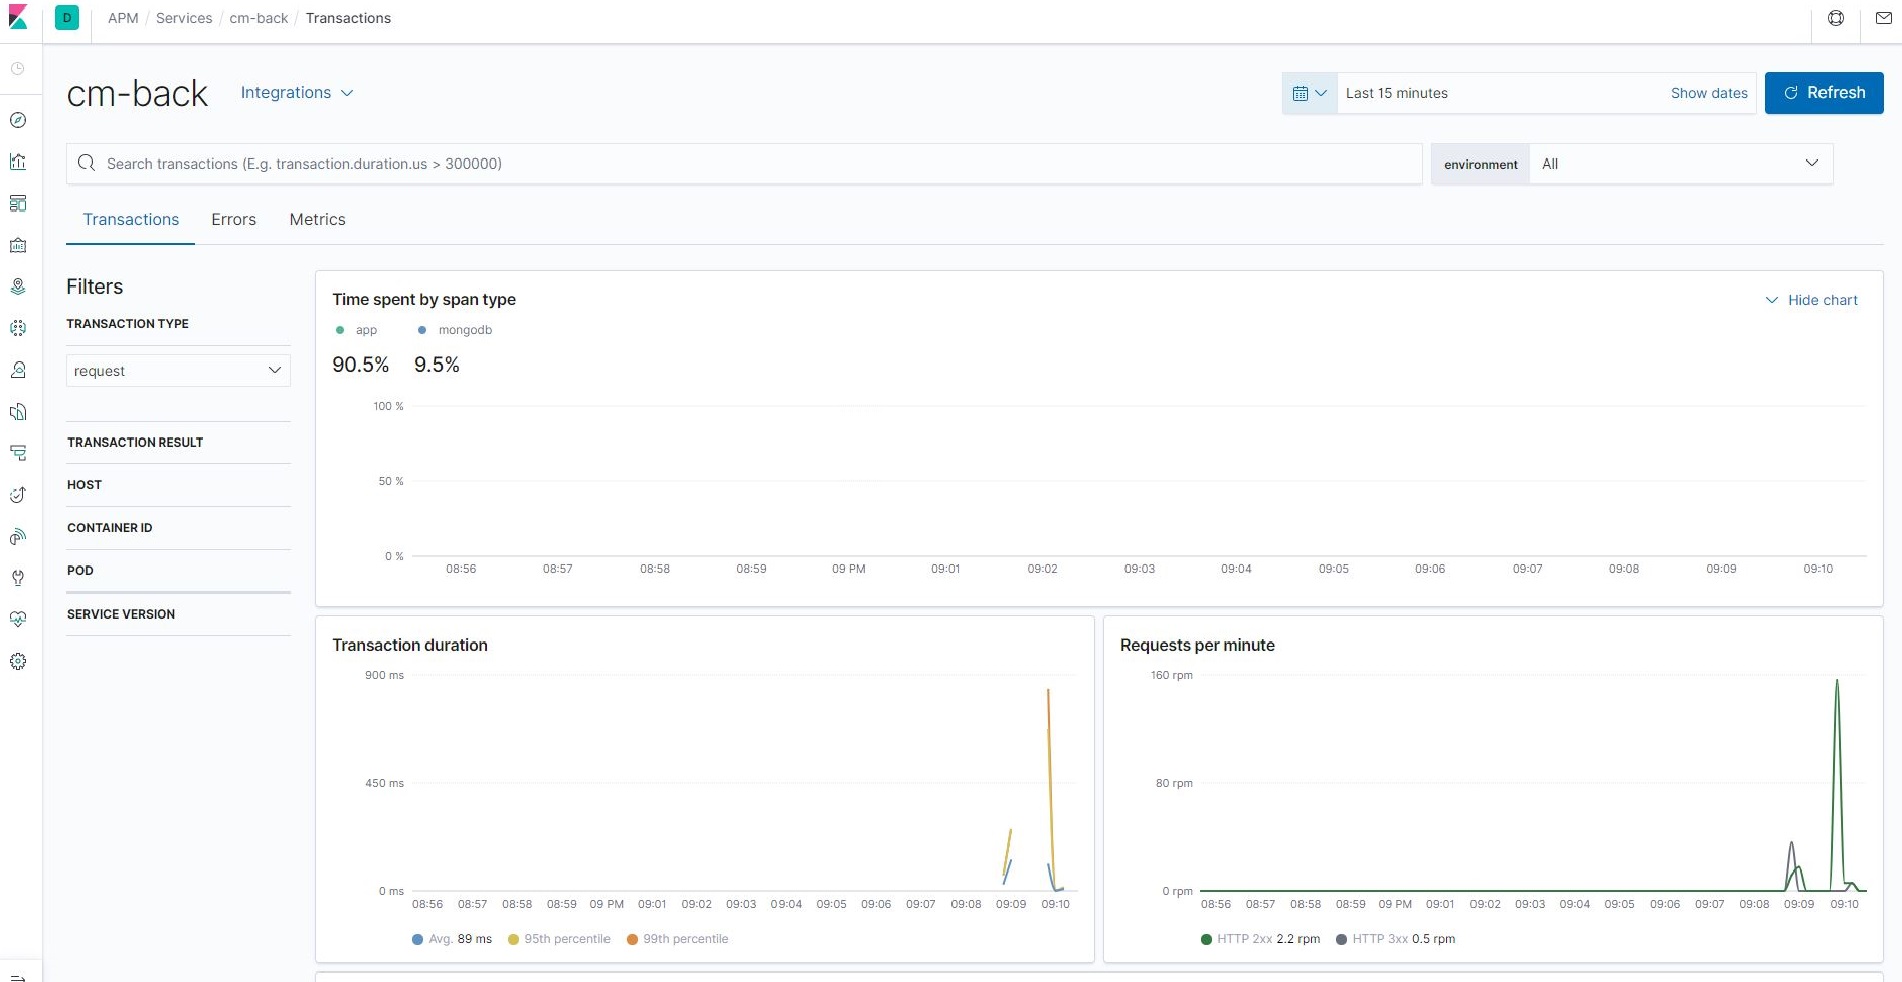 D APM / Services / cm-back / Transactions
cm-back Integrations
Last 15 minutes Show dates Refresh
Search transactions (E.g. transaction.duration.us > 300000)
environment All
Transactions Errors Metrics
Filters
TRANSACTION TYPE
request
TRANSACTION RESULT
HOST
CONTAINER ID
POD
SERVICE VERSION
Time spent by span type
Hide chart
app mongodb
90.5% 9.5%
100 %
50 %
0 %
08:56 08:57 08:58 08:59 09 PM 09:01 09:02 09:03 09:04 09:05 09:06 09:07 09:08 09:09 09:10
Transaction duration
900 ms
450 ms
0 ms
08:56 08:57 08:58 08:59 09 PM 09:01 09:02 09:03 09:04 09:05 09:06 09:07 09:08 09:09 09:10
Avg. 89 ms 95th percentile 99th percentile
Requests per minute
160 rpm
80 rpm
0 rpm
08:56 08:57 08:58 08:59 09 PM 09:01 09:02 09:03 09:04 09:05 09:06 09:07 09:08 09:09 09:10
HTTP 2xx 2.2 rpm HTTP 3xx 0.5 rpm